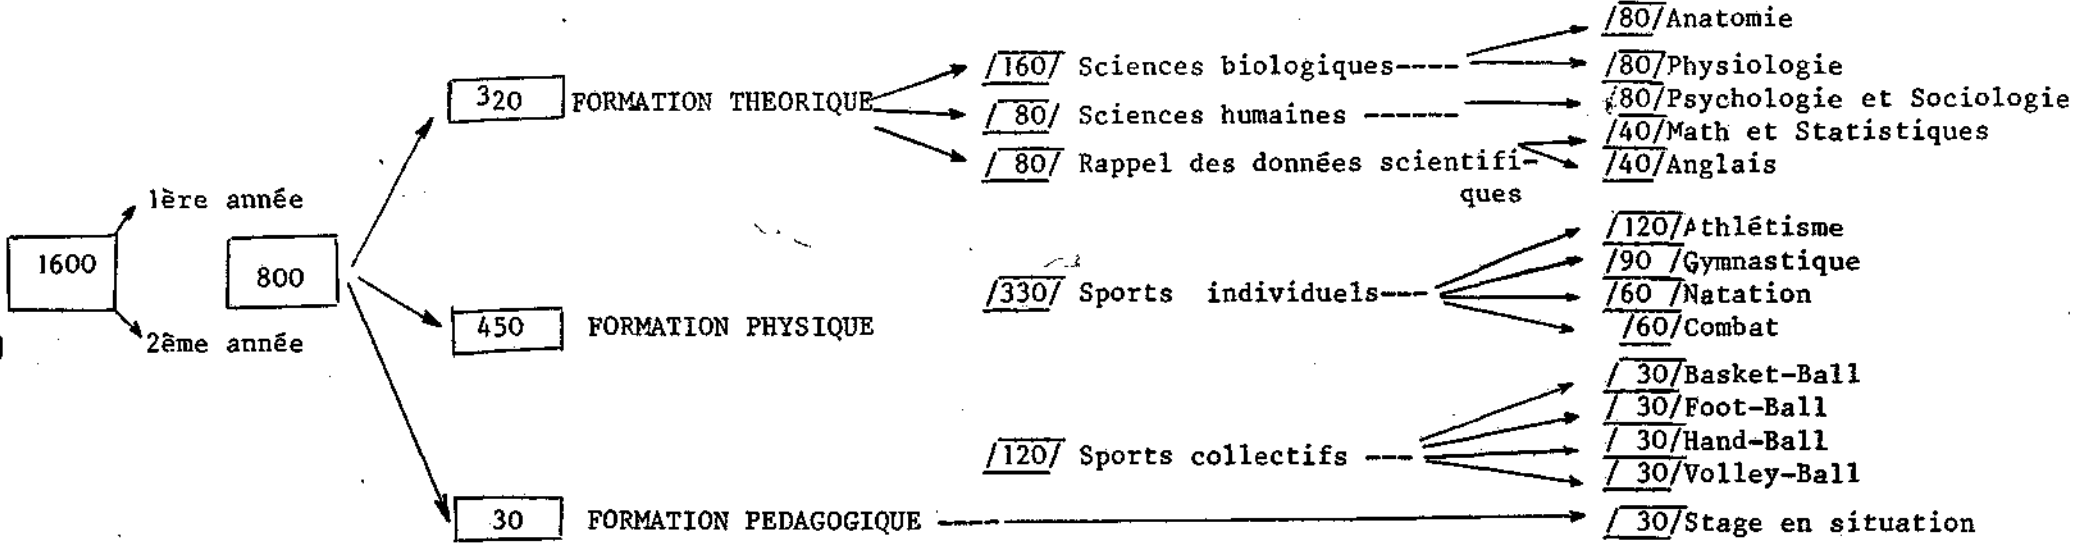 /80/Anatomie
320 FORMATION THEORIQUE /160/ Sciences biologiques---- /80/Physiologie
/ 80/ Sciences humaines ------ /80/Psychologie et Sociologie
/40/Math et Statistiques
/ 80/ Rappel des données scientifi-
ques
/40/Anglais
1ère année
1600
800
2ème année
/120/Athlétisme
/90 /Gymnastique
/330/ Sports individuels--- /60 /Natation
/60/Combat
450 FORMATION PHYSIQUE
/ 30/Basket-Ball
/ 30/Foot-Ball
/120/ Sports collectifs --- / 30/Hand-Ball
/ 30/Volley-Ball
30 FORMATION PEDAGOGIQUE ---- / 30/Stage en situation